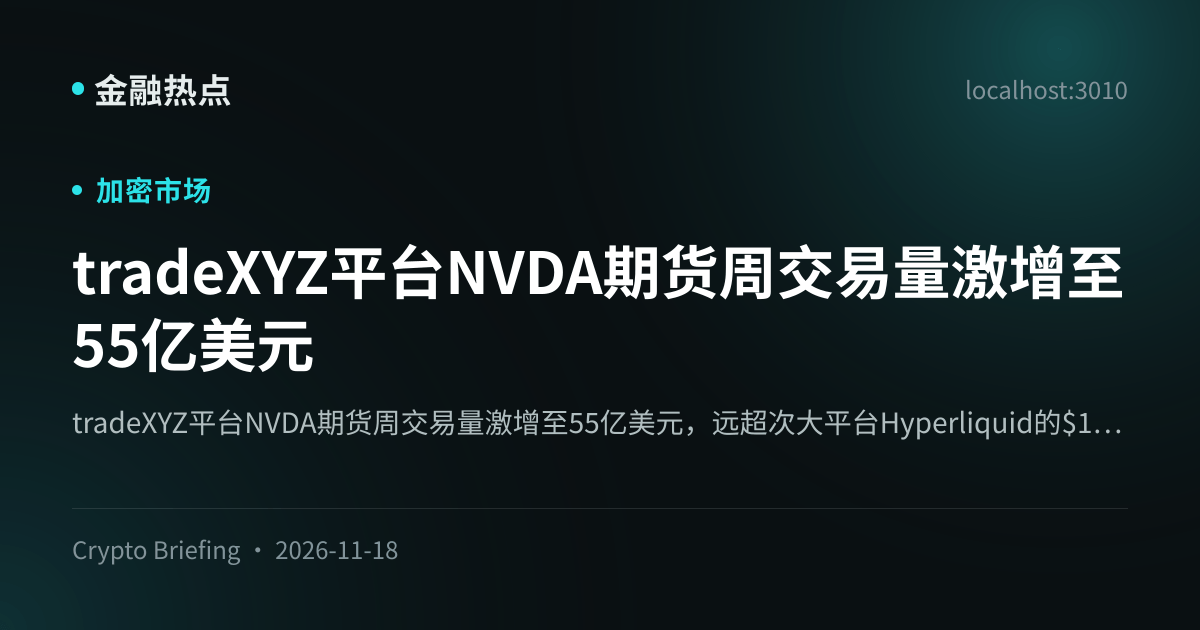 金融热点
localhost:3010
加密市场
tradeXYZ平台NVDA期货周交易量激增至
55亿美元
tradeXYZ平台NVDA期货周交易量激增至55亿美元，远超次大平台Hyperliquid的$1…
Crypto Briefing · 2026-11-18